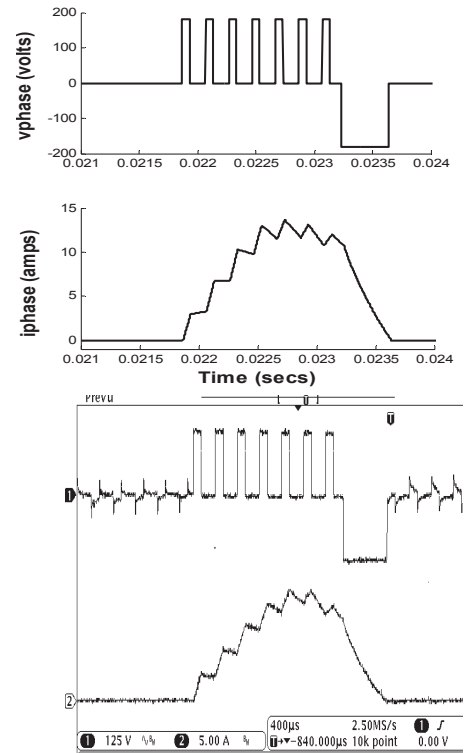 200
100
0
-100
-200
vphase (volts)
0.021 0.0215 0.022 0.0225 0.023 0.0235 0.024
15
10
5
0
iphase (amps)
0.021 0.0215 0.022 0.0225 0.023 0.0235 0.024
Time (secs)
PreVu
1
2
1 125 V 2 5.00 A
400µs 2.50MS/s 1
-840.000µs 10k point 0.00 V